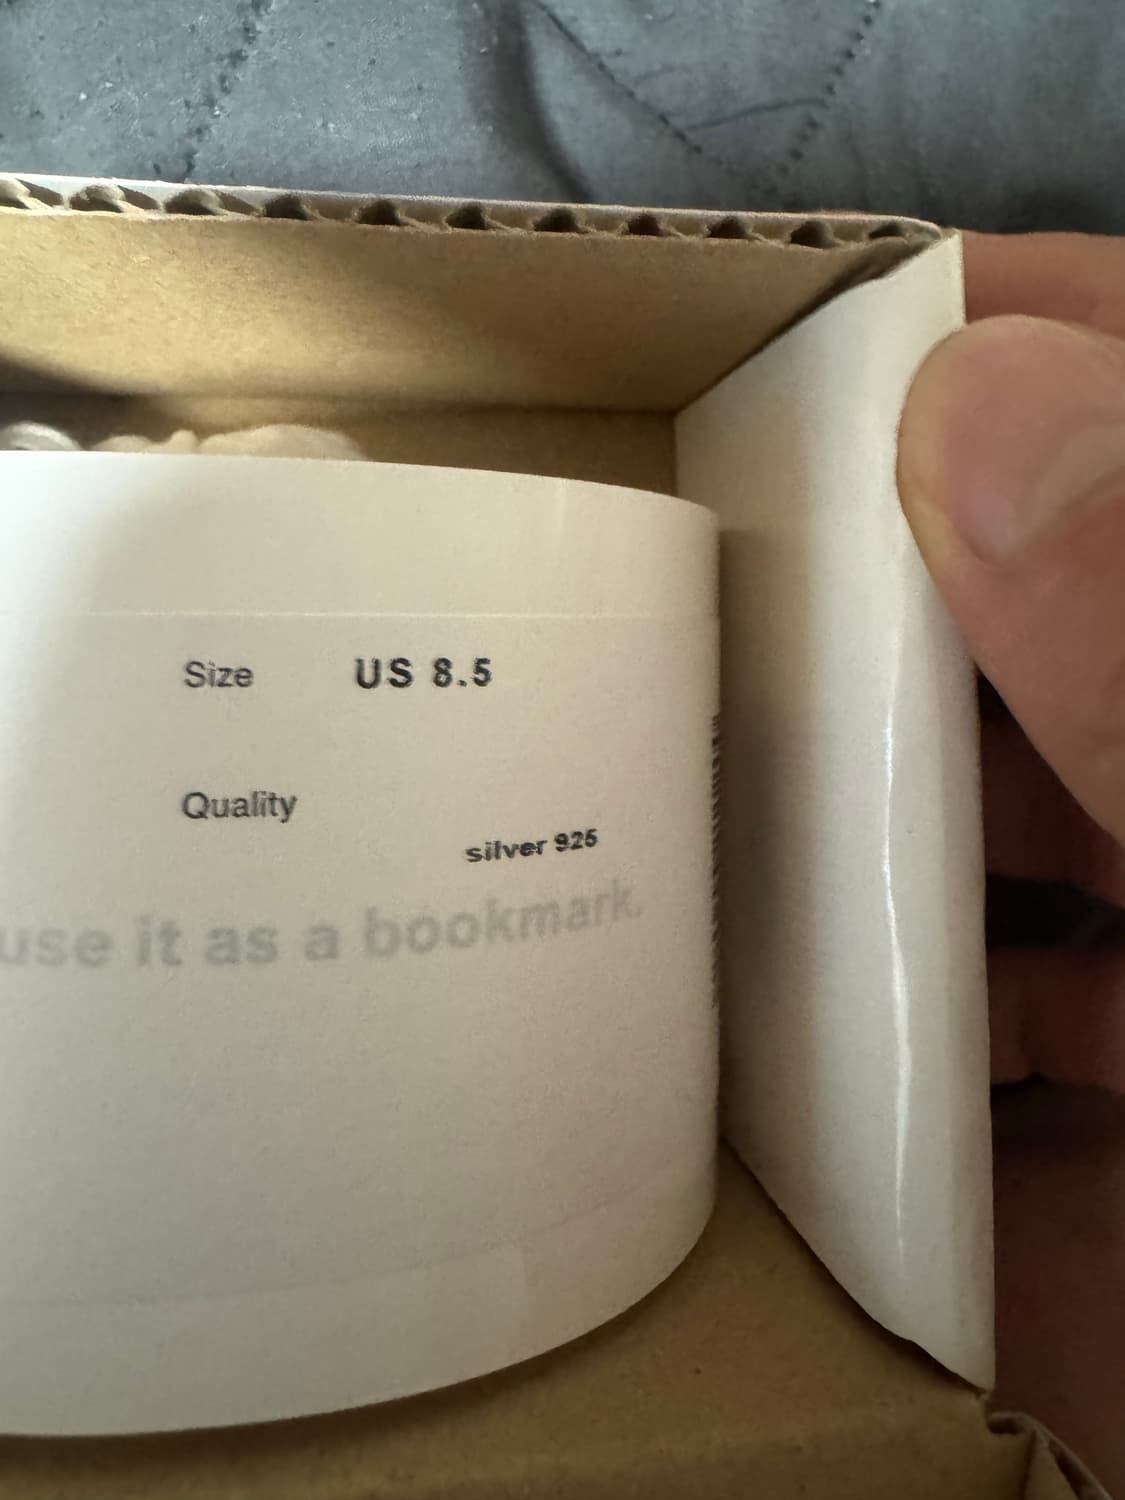 Size US 8.5
Quality
silver 925
use it as a bookmark.